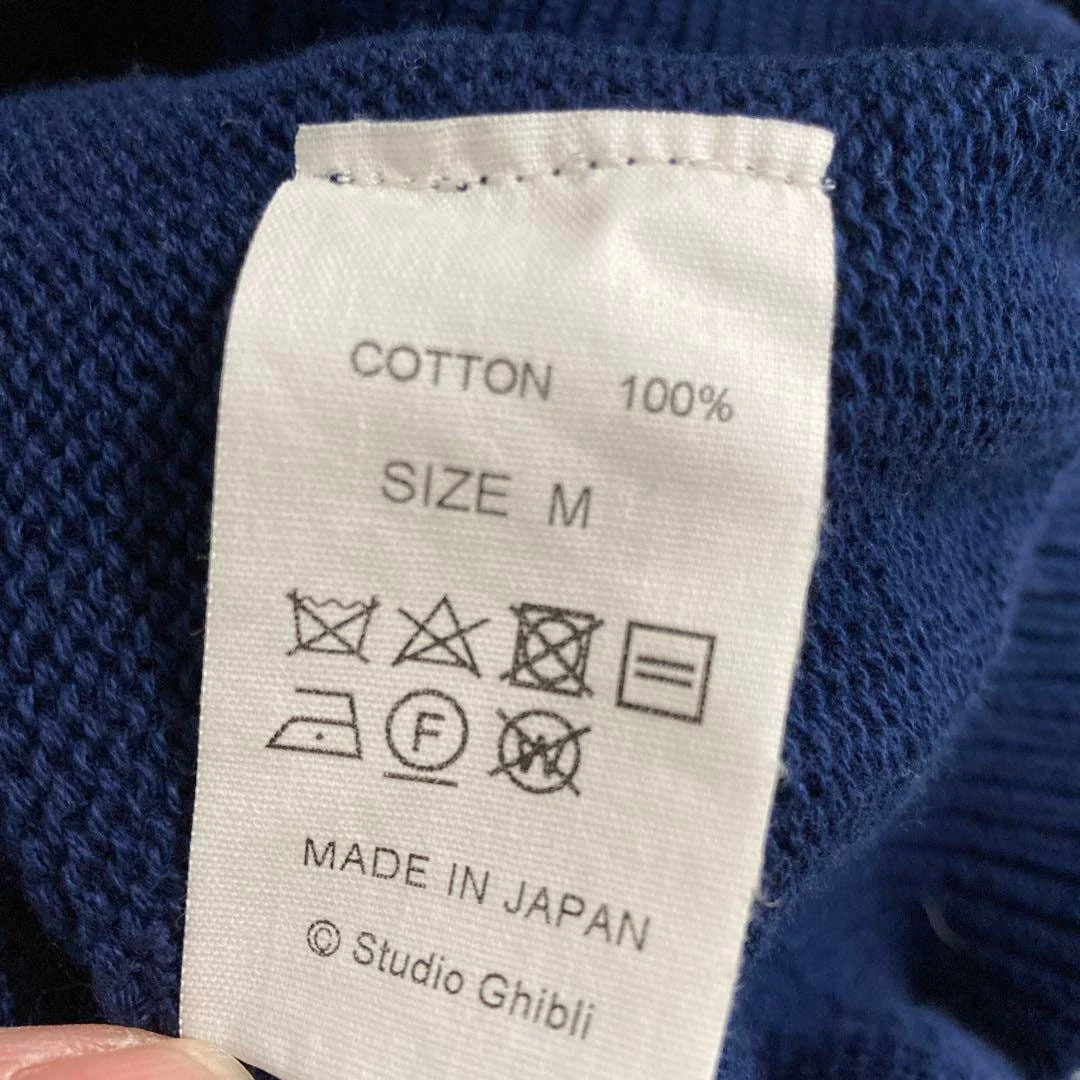 COTTON 100%
SIZE M
F W
MADE IN JAPAN
© Studio Ghibli